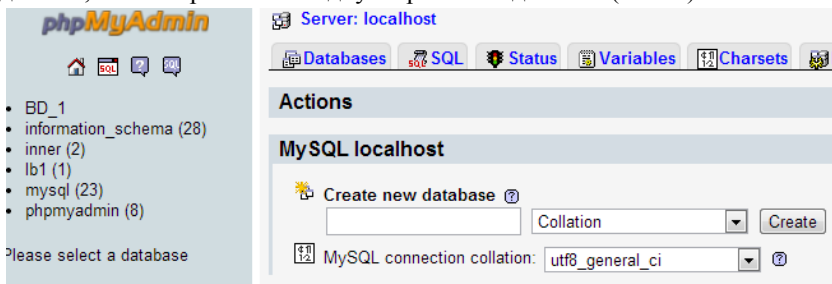 phpMyAdmin
BD_1
information_schema (28)
inner (2)
lb1 (1)
mysql (23)
phpmyadmin (8)
Please select a database
Server: localhost
Databases SQL Status Variables Charsets
Actions
MySQL localhost
Create new database
Collation Create
MySQL connection collation: utf8_general_ci